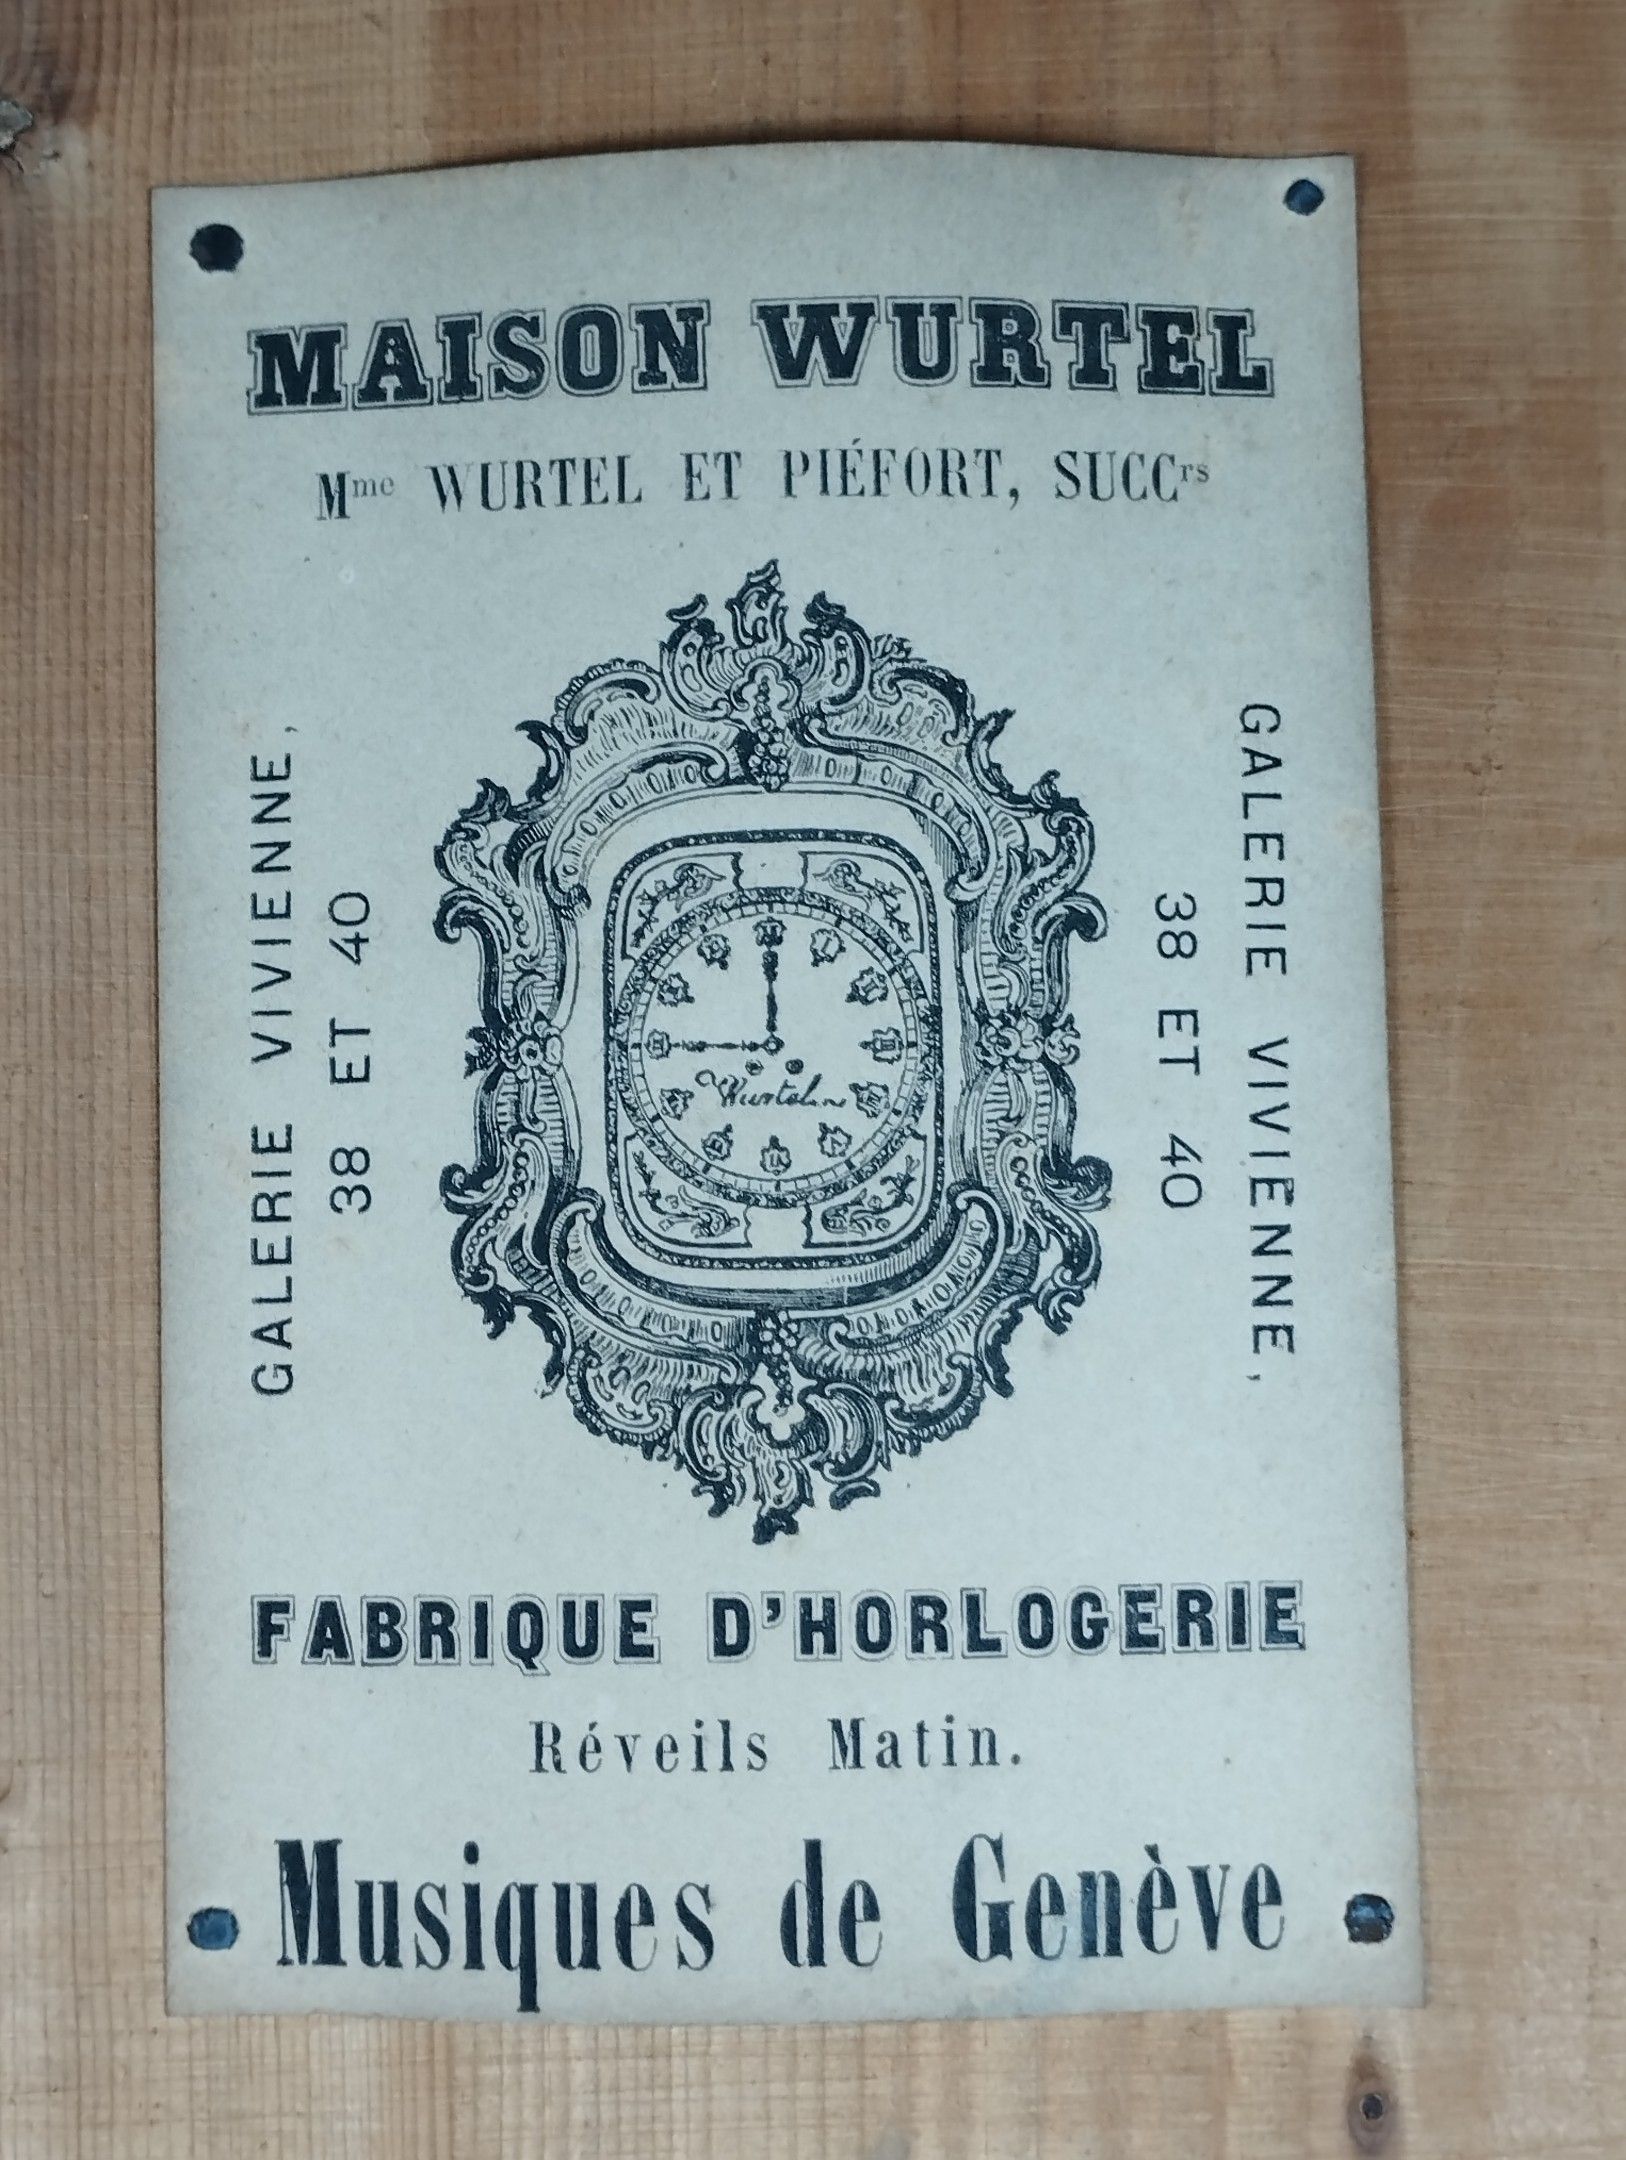 MAISON WURTEL
Mme WURTEL ET PIÉFORT, SUCCrs
GALERIE VIVIENNE,
38 ET 40
Wurtel
GALERIE VIVIENNE,
38 ET 40
FABRIQUE D'HORLOGERIE
Réveils Matin.
Musiques de Genève